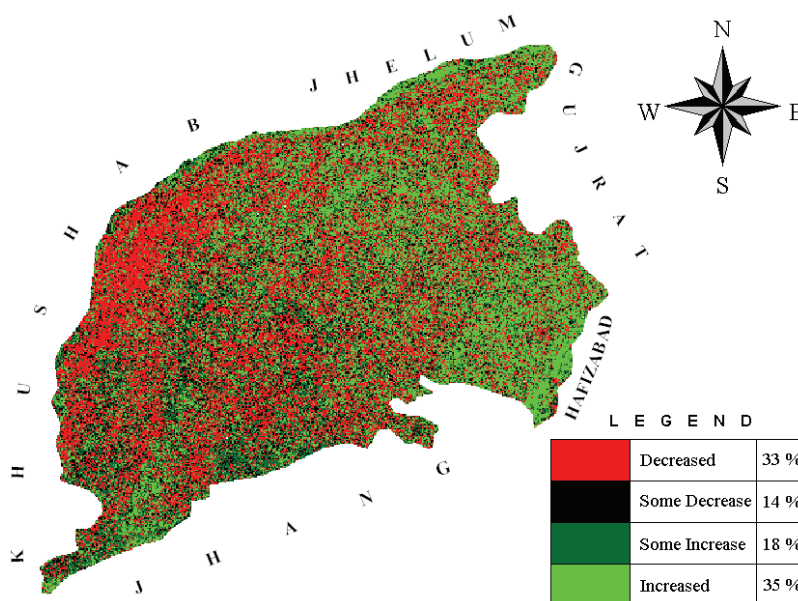 N
W E
S
J H E L U M
G U J R A T
K H U S H A B
HAFIZABAD
J H A N G
L E G E N D
Decreased 33 %
Some Decrease 14 %
Some Increase 18 %
Increased 35 %